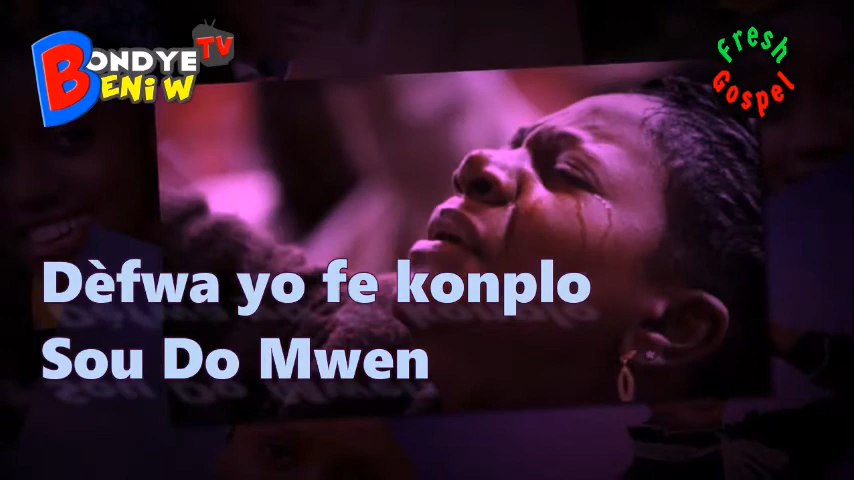 BONDYE TV
BENi W
Fresh
Gospel
Dèfwa yo fe konplo
Sou Do Mwen